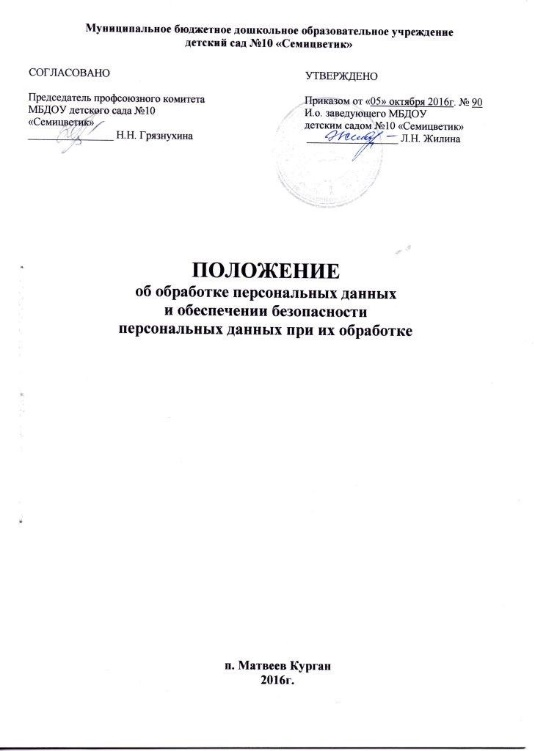 Муниципальное бюджетное дошкольное образовательное учреждение
детский сад №10 «Семицветик»
СОГЛАСОВАНО
Председатель профсоюзного комитета
МБДОУ детского сада №10
«Семицветик»
Н.Н. Грязнухина
УТВЕРЖДЕНО
Приказом от «05» октября 2016г. № 90
И.о. заведующего МБДОУ
детским садом №10 «Семицветик»
Л.Н. Жилина
ПОЛОЖЕНИЕ
об обработке персональных данных
и обеспечении безопасности
персональных данных при их обработке
п. Матвеев Курган
2016г.